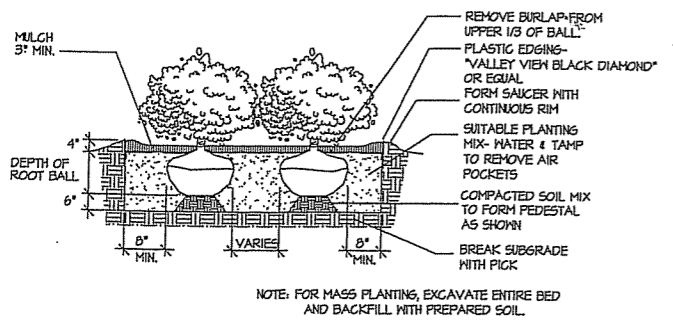 MULCH
3" MIN.
4"
DEPTH OF
ROOT BALL
6"
8"
MIN.
VARIES
8"
MIN.
REMOVE BURLAP FROM
UPPER 1/3 OF BALL.
PLASTIC EDGING-
"VALLEY VIEW BLACK DIAMOND"
OR EQUAL
FORM SAUCER WITH
CONTINUOUS RIM
SUITABLE PLANTING
MIX- WATER & TAMP
TO REMOVE AIR
POCKETS
COMPACTED SOIL MIX
TO FORM PEDESTAL
AS SHOWN
BREAK SUBGRADE
WITH PICK
NOTE: FOR MASS PLANTING, EXCAVATE ENTIRE BED
AND BACKFILL WITH PREPARED SOIL.